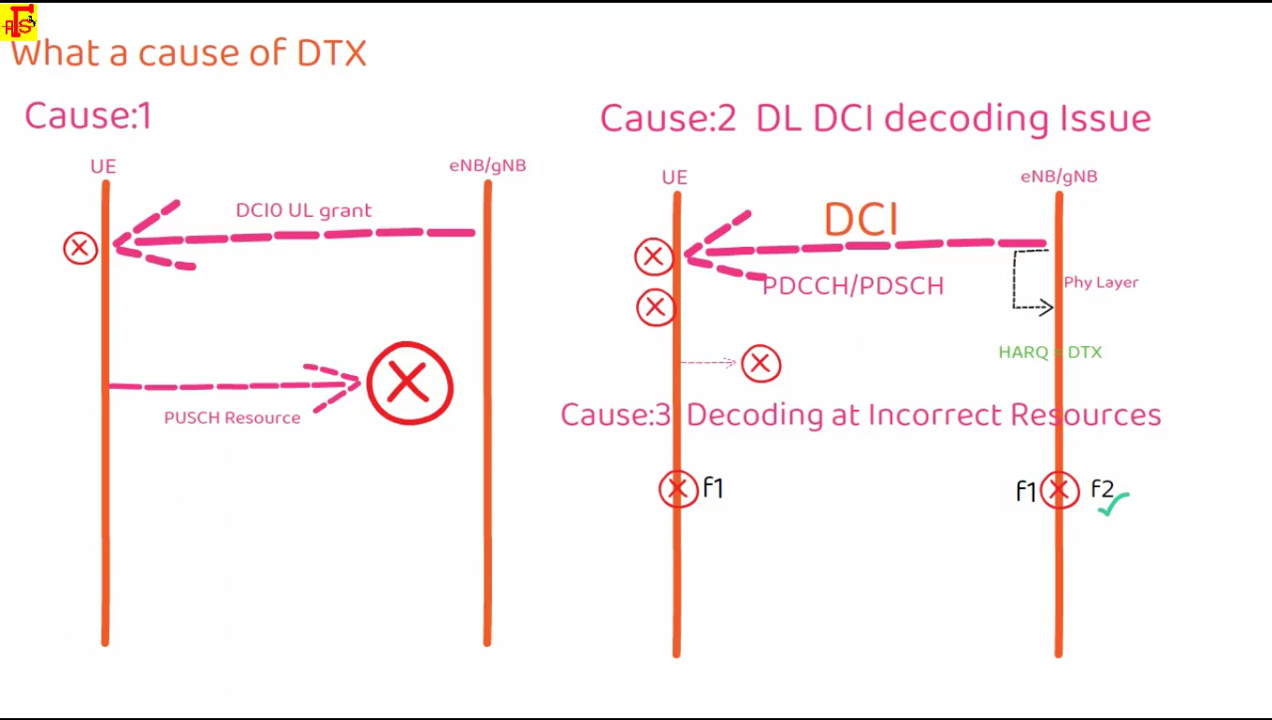 What a cause of DTX
Cause:1
UE
eNB/gNB
DCI0 UL grant
PUSCH Resource
Cause:2 DL DCI decoding Issue
UE
eNB/gNB
DCI
PDCCH/PDSCH
Phy Layer
HARQ = DTX
Cause:3 Decoding at Incorrect Resources
f1
f1
f2